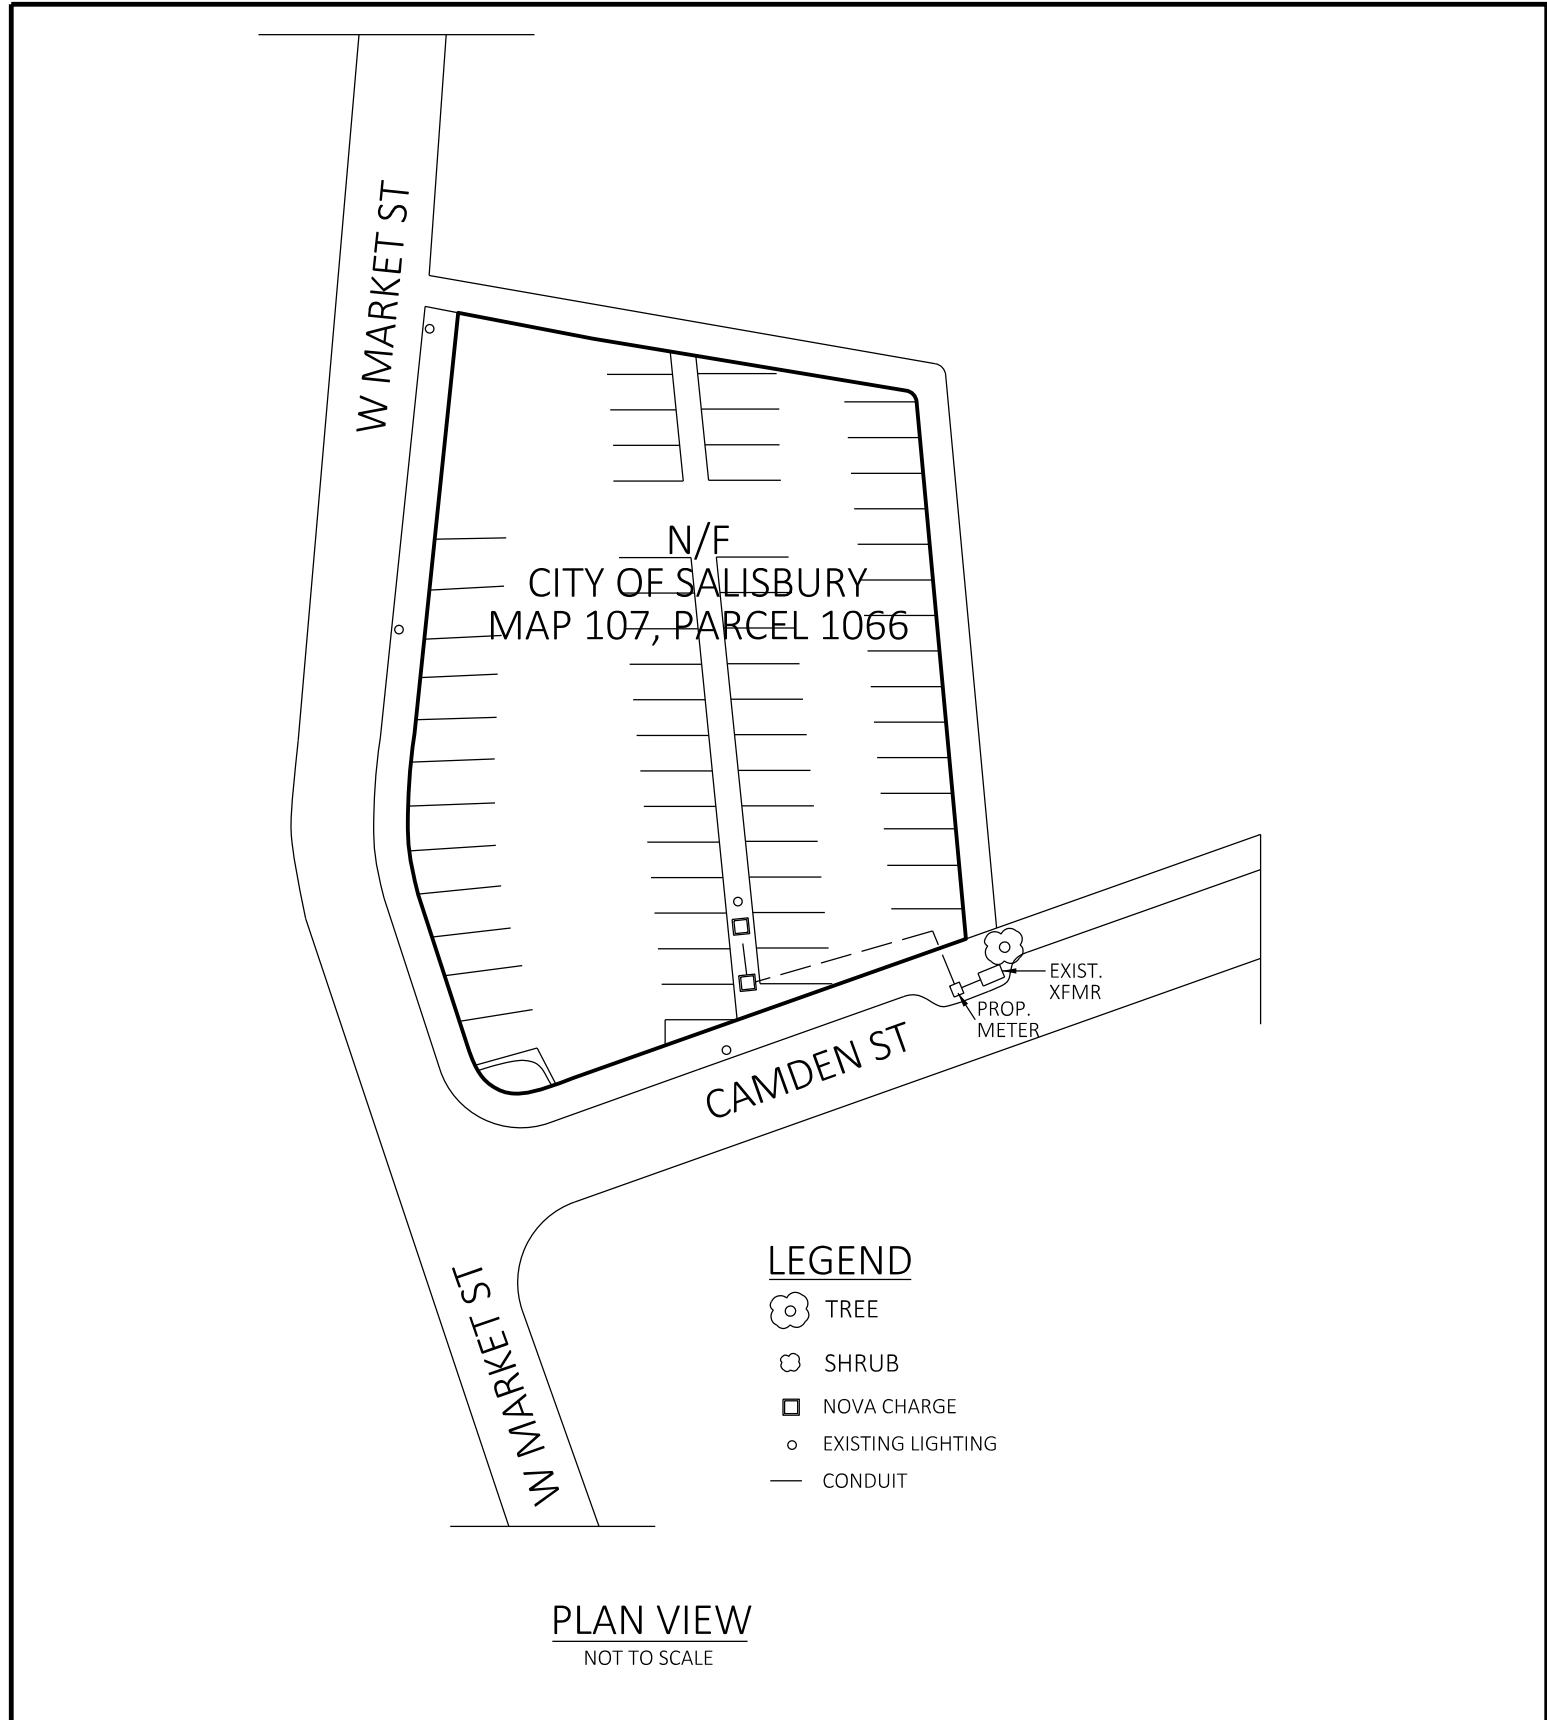 W MARKET ST
N/F
CITY OF SALISBURY
MAP 107, PARCEL 1066
EXIST.
XFMR
PROP.
METER
CAMDEN ST
W MARKET ST
LEGEND
TREE
SHRUB
NOVA CHARGE
EXISTING LIGHTING
CONDUIT
PLAN VIEW
NOT TO SCALE